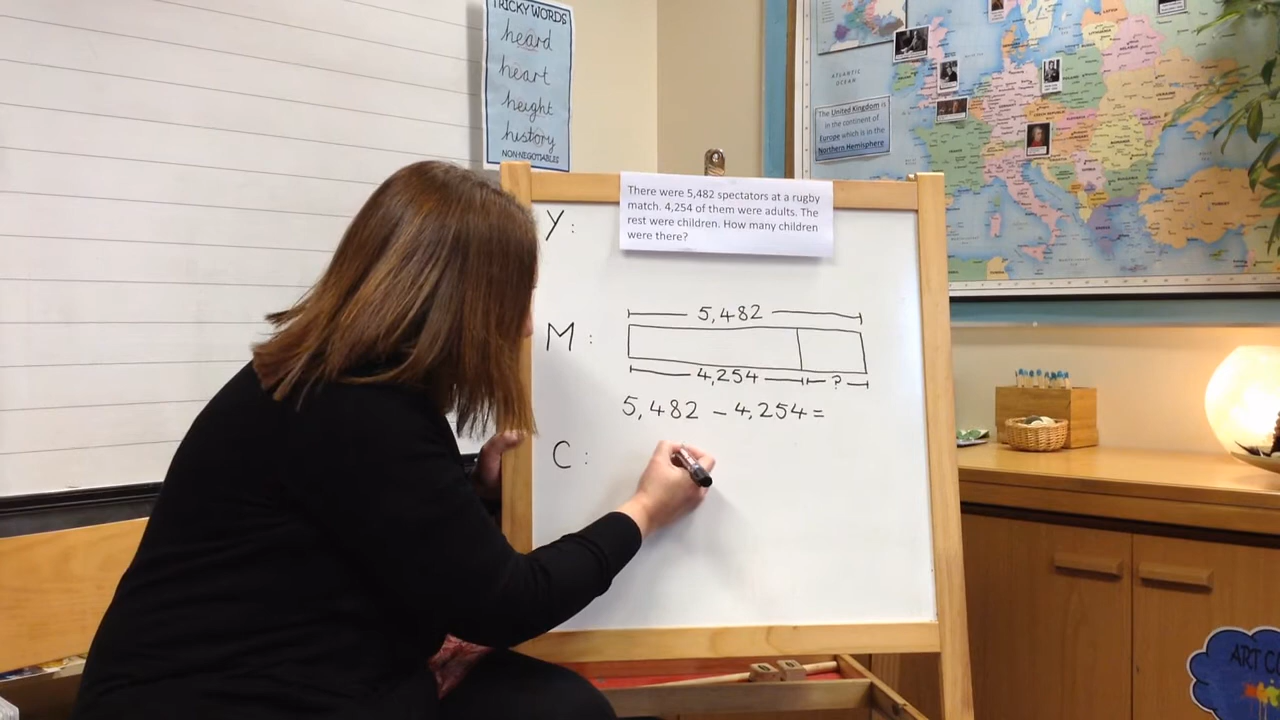 TRICKY WORDS
heard
heart
height
history
NON-NEGOTIABLES
There were 5,482 spectators at a rugby
match. 4,254 of them were adults. The
rest were children. How many children
were there?
Y:
M:
5,482
4,254 ?
5,482 - 4,254 =
C:
ATLANTIC
OCEAN
The United Kingdom is
in the continent of
Europe which is in the
Northern Hemisphere
ART